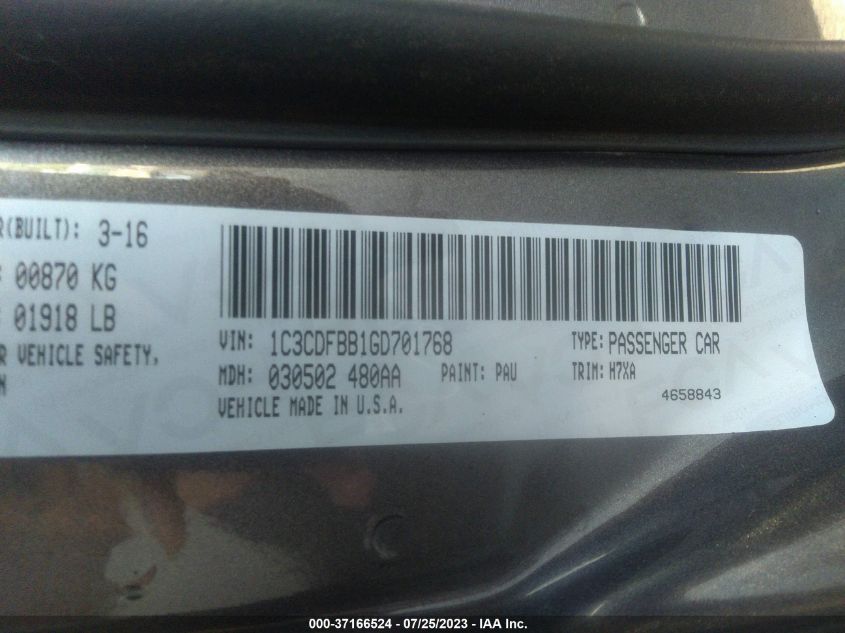 R(BUILT): 3-16
: 00870 KG
: 01918 LB
R VEHICLE SAFETY,
N
VIN: 1C3CDFBB1GD701768 TYPE: PASSENGER CAR
MDH: 030502 480AA PAINT: PAU TRIM: H7XA
VEHICLE MADE IN U.S.A. 4658843
000-37166524 - 07/25/2023 - IAA Inc.